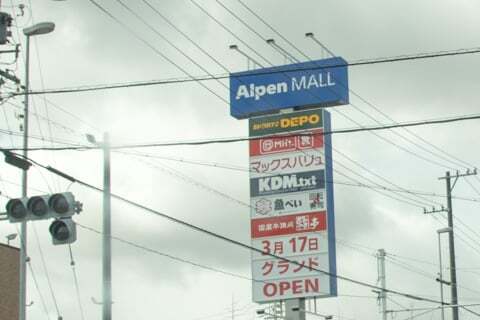 Alpen MALL
SPORTS DEPO
マックスバリュ
KDM.txt
魚べい
3月17日
グランド
OPEN